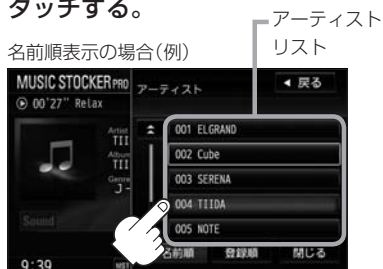 タッチする。
アーティスト
リスト
名前順表示の場合(例)
MUSIC STOCKER PRO
アーティスト
戻る
00'27" Relax
Artist
TII
Album
TII
Genre
J-
001 ELGRAND
002 Cube
003 SERENA
004 TIIDA
005 NOTE
Sound
名前順
登録順
閉じる
9:39